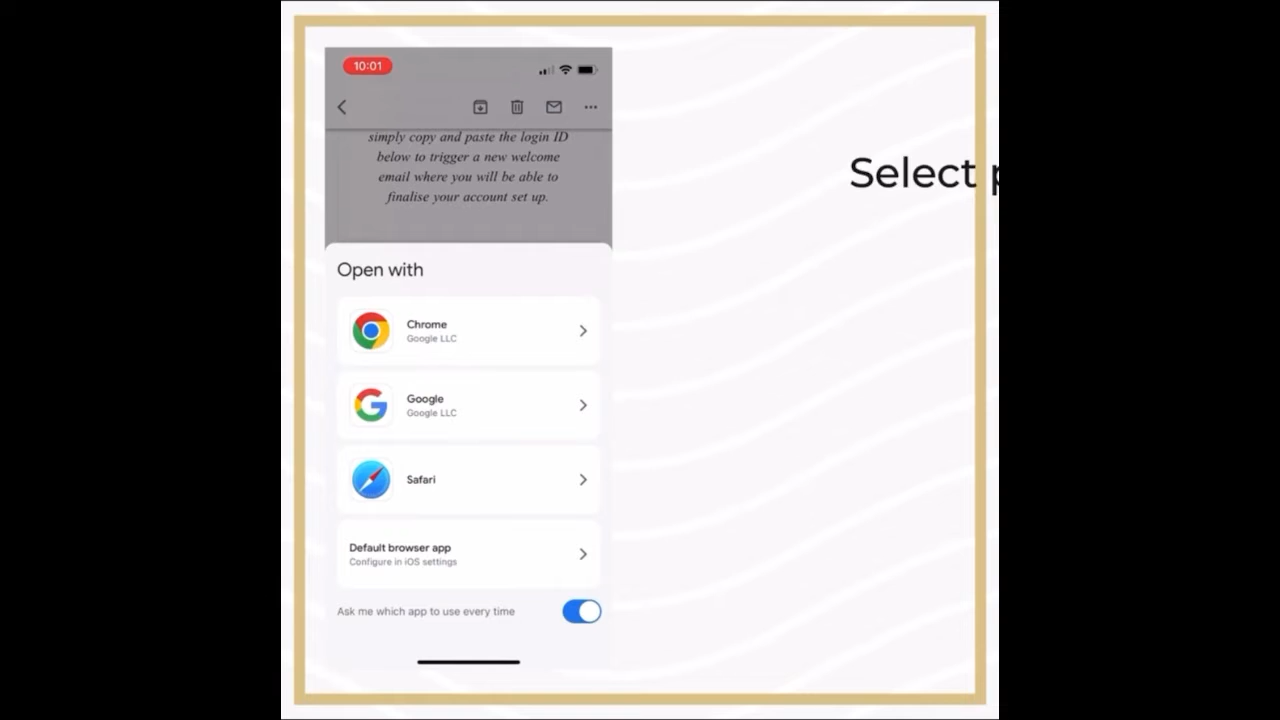 10:01
simply copy and paste the login ID
below to trigger a new welcome
email where you will be able to
finalise your account set up.
Select p
Open with
Chrome
Google LLC
Google
Google LLC
Safari
Default browser app
Configure in iOS settings
Ask me which app to use every time